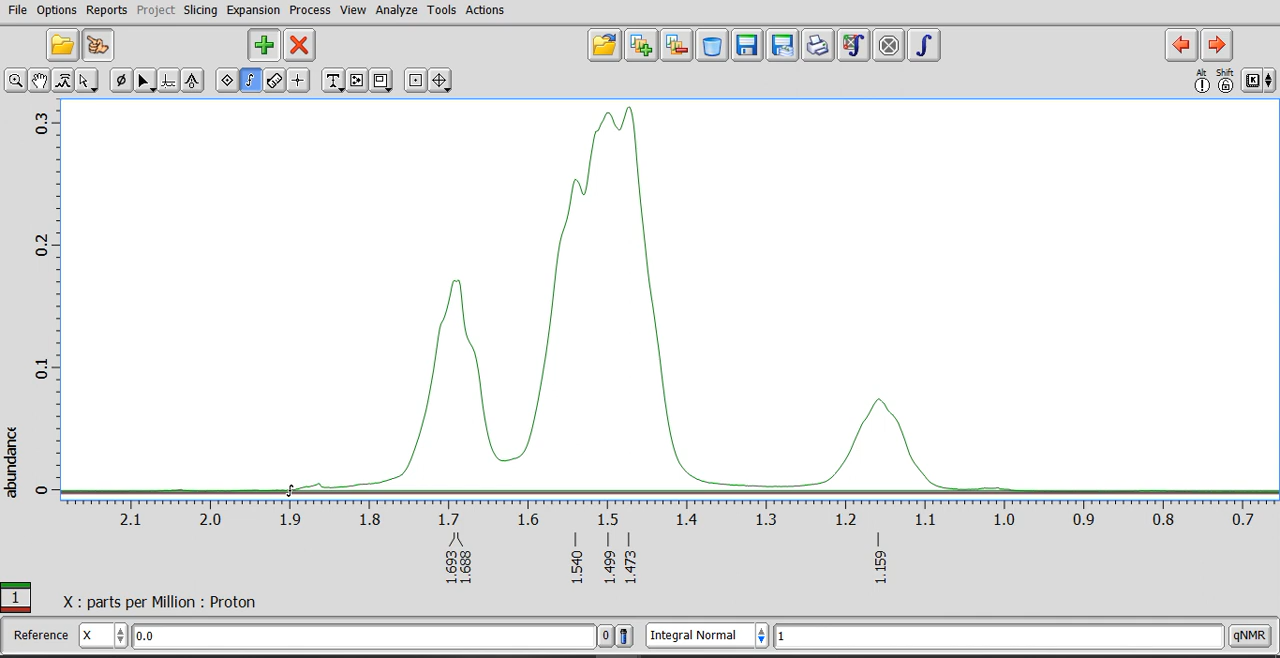 File Options Reports Project Slicing Expansion Process View Analyze Tools Actions
Alt Shift
abundance
0.3
0.2
0.1
0
2.1 2.0 1.9 1.8 1.7 1.6 1.5 1.4 1.3 1.2 1.1 1.0 0.9 0.8 0.7
1.693 1.688 1.540 1.499 1.473 1.159
1
X : parts per Million : Proton
Reference X 0.0 0 Integral Normal 1 qNMR